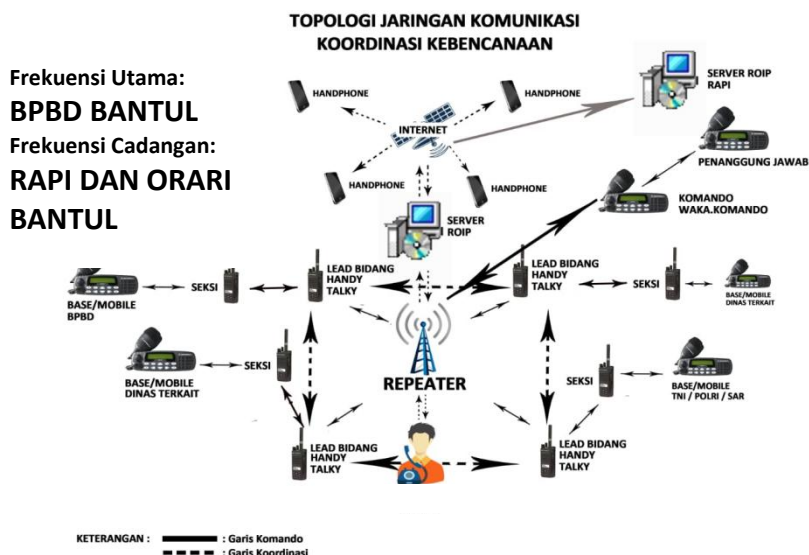 TOPOLOGI JARINGAN KOMUNIKASI
KOORDINASI KEBENCANAAN
Frekuensi Utama:
BPBD BANTUL
Frekuensi Cadangan:
RAPI DAN ORARI
BANTUL
HANDPHONE
HANDPHONE
INTERNET
SERVER ROIP
RAPI
PENANGGUNG JAWAB
HANDPHONE
HANDPHONE
KOMANDO
WAKA.KOMANDO
SERVER
ROIP
BASE/MOBILE
BPBD
SEKSI
LEAD BIDANG
HANDY
TALKY
LEAD BIDANG
HANDY
TALKY
SEKSI
BASE/MOBILE
DINAS TERKAIT
BASE/MOBILE
DINAS TERKAIT
SEKSI
REPEATER
SEKSI
BASE/MOBILE
TNI / POLRI / SAR
LEAD BIDANG
HANDY
TALKY
LEAD BIDANG
HANDY
TALKY
KETERANGAN :
: Garis Komando
: Garis Koordinasi